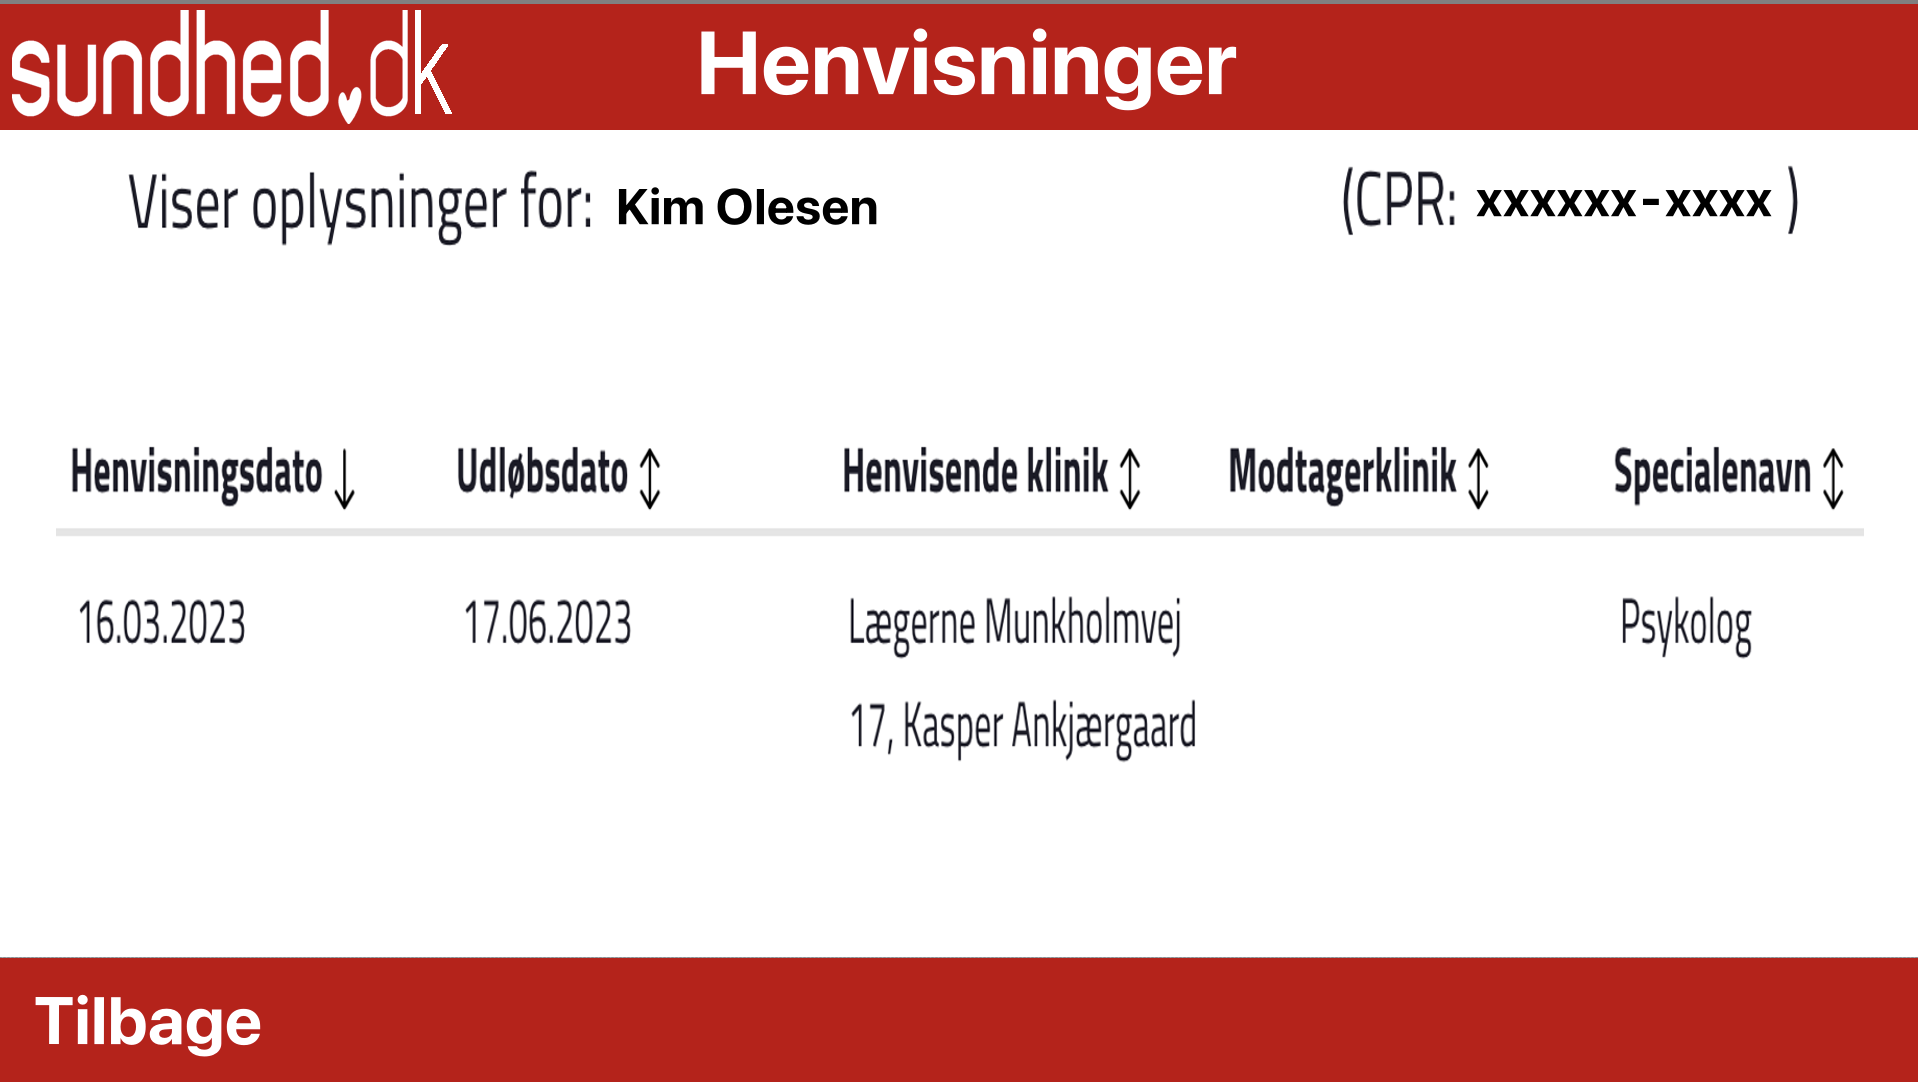 sundhed.dk
Henvisninger
Viser oplysninger for: Kim Olesen (CPR: xxxxxx-xxxx )
Henvisningsdato ↓ Udløbsdato ↕ Henvisende klinik ↕ Modtagerklinik ↕ Specialenavn ↕
16.03.2023 17.06.2023 Lægerne Munkholmvej Psykolog
17, Kasper Ankjærgaard
Tilbage